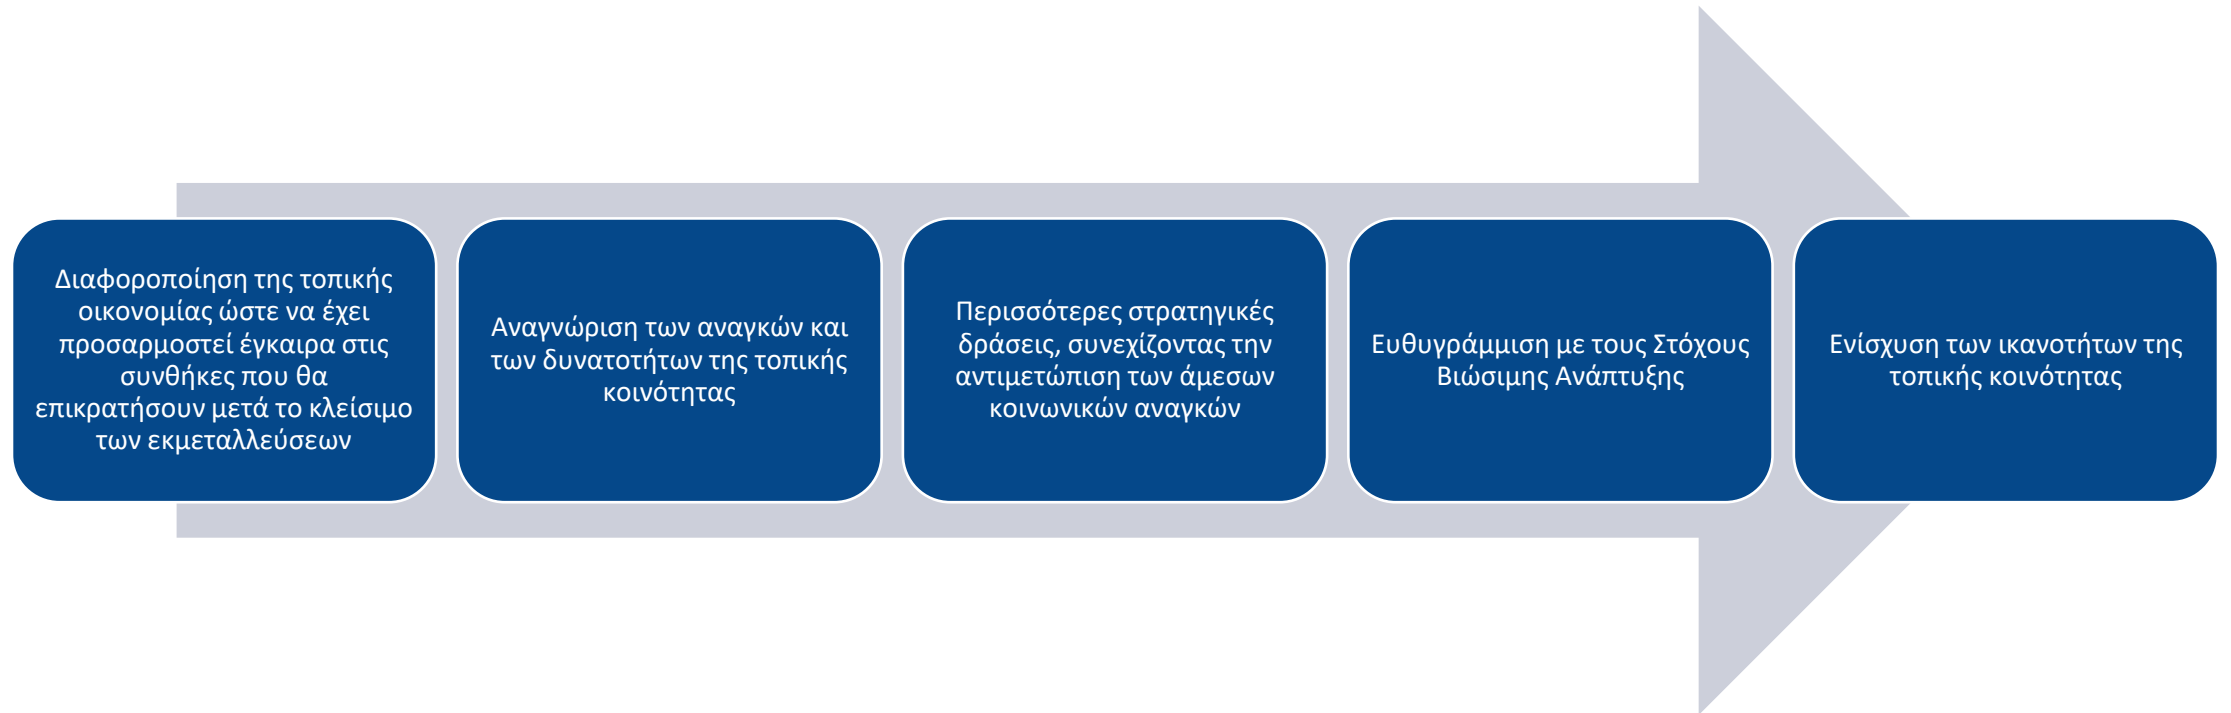 Διαφοροποίηση της τοπικής
οικονομίας ώστε να έχει
προσαρμοστεί έγκαιρα στις
συνθήκες που θα
επικρατήσουν μετά το κλείσιμο
των εκμεταλλεύσεων
Αναγνώριση των αναγκών και
των δυνατοτήτων της τοπικής
κοινότητας
Περισσότερες στρατηγικές
δράσεις, συνεχίζοντας την
αντιμετώπιση των άμεσων
κοινωνικών αναγκών
Ευθυγράμμιση με τους Στόχους
Βιώσιμης Ανάπτυξης
Ενίσχυση των ικανοτήτων της
τοπικής κοινότητας